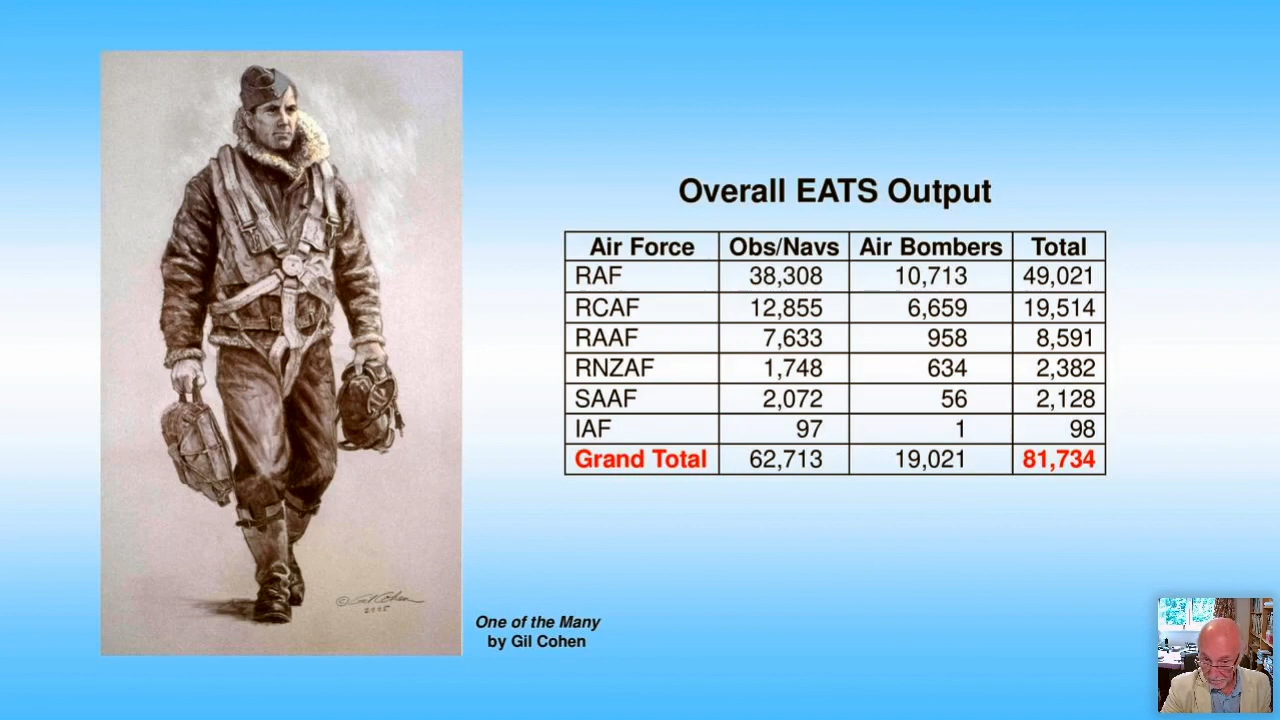 Overall EATS Output
Air Force Obs/Navs Air Bombers Total
RAF 38,308 10,713 49,021
RCAF 12,855 6,659 19,514
RAAF 7,633 958 8,591
RNZAF 1,748 634 2,382
SAAF 2,072 56 2,128
IAF 97 1 98
Grand Total 62,713 19,021 81,734
©Gil Cohen
2005
One of the Many
by Gil Cohen